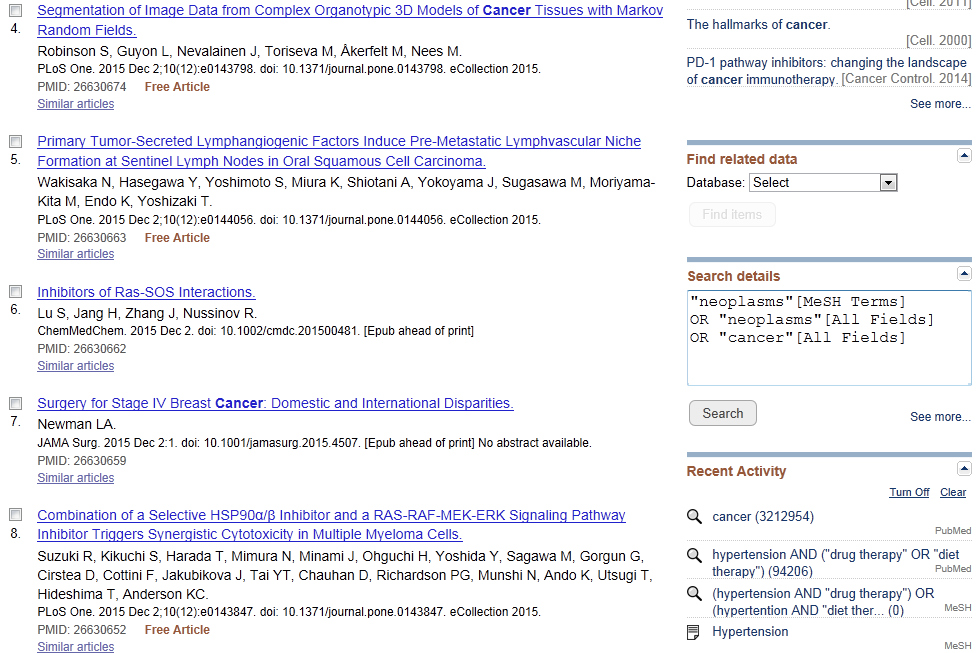 4.
Segmentation of Image Data from Complex Organotypic 3D Models of Cancer Tissues with Markov
Random Fields.
Robinson S, Guyon L, Nevalainen J, Toriseva M, Åkerfelt M, Nees M.
PLoS One. 2015 Dec 2;10(12):e0143798. doi: 10.1371/journal.pone.0143798. eCollection 2015.
PMID: 26630674 Free Article
Similar articles
5.
Primary Tumor-Secreted Lymphangiogenic Factors Induce Pre-Metastatic Lymphvascular Niche
Formation at Sentinel Lymph Nodes in Oral Squamous Cell Carcinoma.
Wakisaka N, Hasegawa Y, Yoshimoto S, Miura K, Shiotani A, Yokoyama J, Sugasawa M, Moriyama-
Kita M, Endo K, Yoshizaki T.
PLoS One. 2015 Dec 2;10(12):e0144056. doi: 10.1371/journal.pone.0144056. eCollection 2015.
PMID: 26630663 Free Article
Similar articles
6.
Inhibitors of Ras-SOS Interactions.
Lu S, Jang H, Zhang J, Nussinov R.
ChemMedChem. 2015 Dec 2. doi: 10.1002/cmdc.201500481. [Epub ahead of print]
PMID: 26630662
Similar articles
7.
Surgery for Stage IV Breast Cancer: Domestic and International Disparities.
Newman LA.
JAMA Surg. 2015 Dec 2:1. doi: 10.1001/jamasurg.2015.4507. [Epub ahead of print] No abstract available.
PMID: 26630659
Similar articles
8.
Combination of a Selective HSP90α/β Inhibitor and a RAS-RAF-MEK-ERK Signaling Pathway
Inhibitor Triggers Synergistic Cytotoxicity in Multiple Myeloma Cells.
Suzuki R, Kikuchi S, Harada T, Mimura N, Minami J, Ohguchi H, Yoshida Y, Sagawa M, Gorgun G,
Cirstea D, Cottini F, Jakubikova J, Tai YT, Chauhan D, Richardson PG, Munshi N, Ando K, Utsugi T,
Hideshima T, Anderson KC.
PLoS One. 2015 Dec 2;10(12):e0143847. doi: 10.1371/journal.pone.0143847. eCollection 2015.
PMID: 26630652 Free Article
Similar articles
[Cell. 2011]
The hallmarks of cancer.
[Cell. 2000]
PD-1 pathway inhibitors: changing the landscape
of cancer immunotherapy. [Cancer Control. 2014]
See more...
Find related data
Database: Select
Find items
Search details
"neoplasms"[MeSH Terms]
OR "neoplasms"[All Fields]
OR "cancer"[All Fields]
Search
See more...
Recent Activity
Turn Off Clear
cancer (3212954)
PubMed
hypertension AND ("drug therapy" OR "diet
therapy") (94206)
PubMed
(hypertension AND "drug therapy") OR
(hypertention AND "diet ther... (0)
MeSH
Hypertension
MeSH